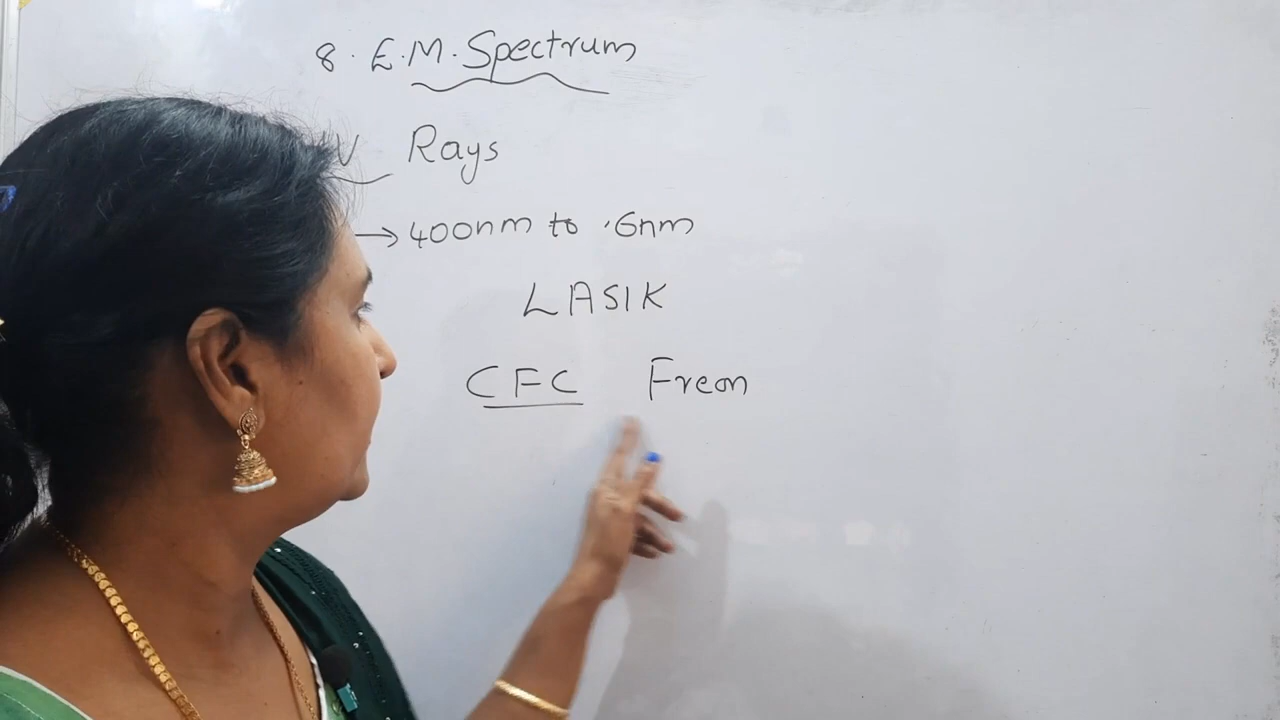 8. E.M. Spectrum
V Rays
→ 400nm to .6nm
LASIK
CFC Freon